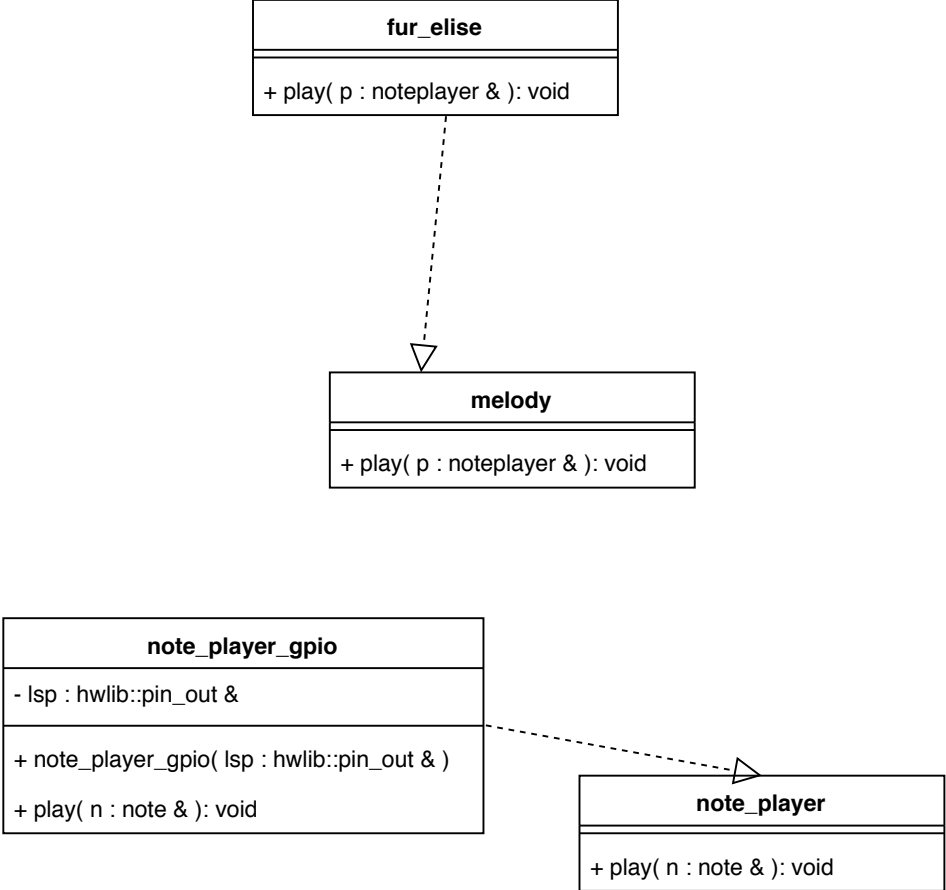 fur_elise
+ play( p : noteplayer & ): void
melody
+ play( p : noteplayer & ): void
note_player_gpio
- lsp : hwlib::pin_out &
+ note_player_gpio( lsp : hwlib::pin_out & )
+ play( n : note & ): void
note_player
+ play( n : note & ): void